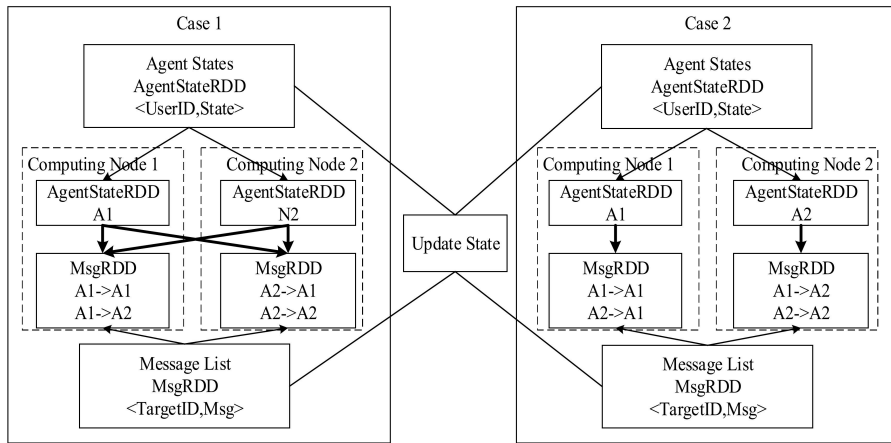 Case 1
Agent States
AgentStateRDD
<UserID,State>
Computing Node 1
Computing Node 2
AgentStateRDD
A1
AgentStateRDD
N2
MsgRDD
A1->A1
A1->A2
MsgRDD
A2->A1
A2->A2
Message List
MsgRDD
<TargetID,Msg>
Update State
Case 2
Agent States
AgentStateRDD
<UserID,State>
Computing Node 1
Computing Node 2
AgentStateRDD
A1
AgentStateRDD
A2
MsgRDD
A1->A1
A2->A1
MsgRDD
A1->A2
A2->A2
Message List
MsgRDD
<TargetID,Msg>